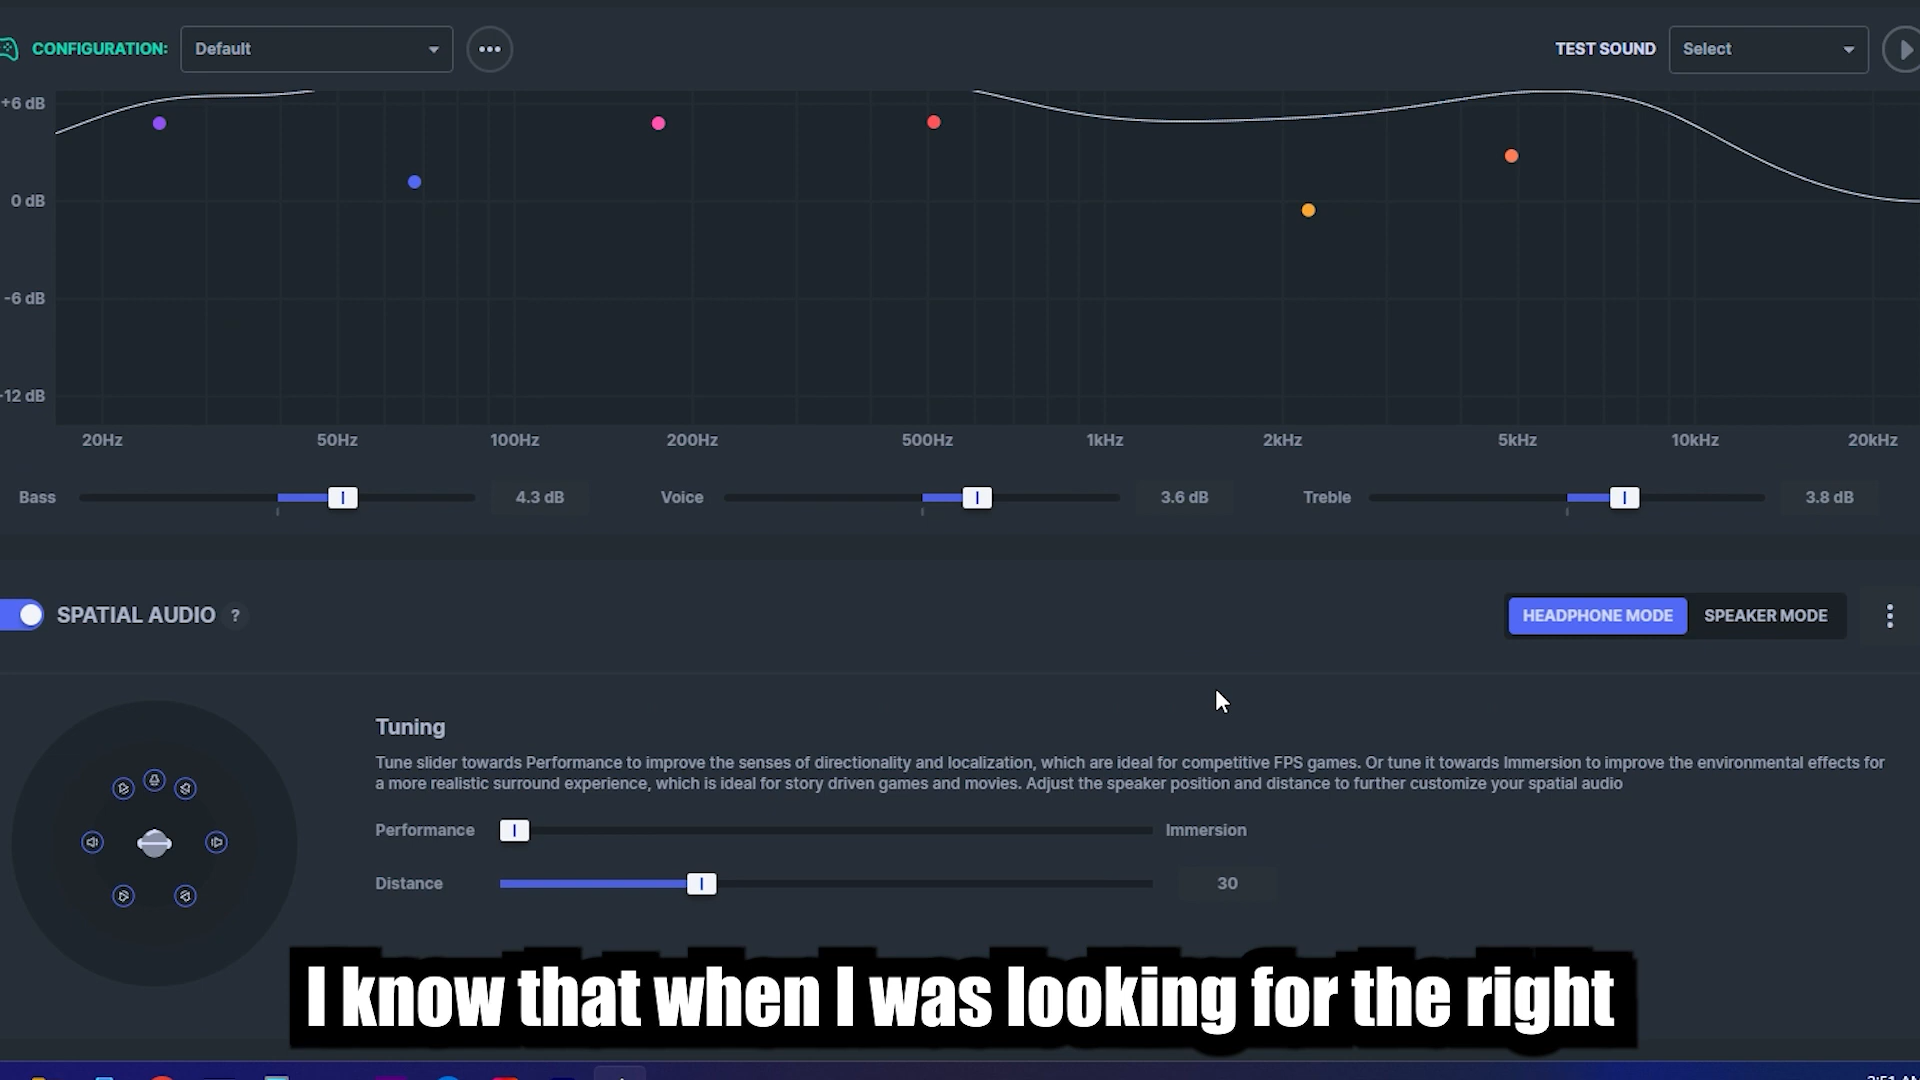 CONFIGURATION: Default ••• TEST SOUND Select
+6 dB
0 dB
-6 dB
-12 dB
20Hz 50Hz 100Hz 200Hz 500Hz 1kHz 2kHz 5kHz 10kHz 20kHz
Bass 4.3 dB Voice 3.6 dB Treble 3.8 dB
SPATIAL AUDIO ? HEADPHONE MODE SPEAKER MODE
Tuning
Tune slider towards Performance to improve the senses of directionality and localization, which are ideal for competitive FPS games. Or tune it towards Immersion to improve the environmental effects for
a more realistic surround experience, which is ideal for story driven games and movies. Adjust the speaker position and distance to further customize your spatial audio
Performance Immersion
Distance 30
I know that when I was looking for the right